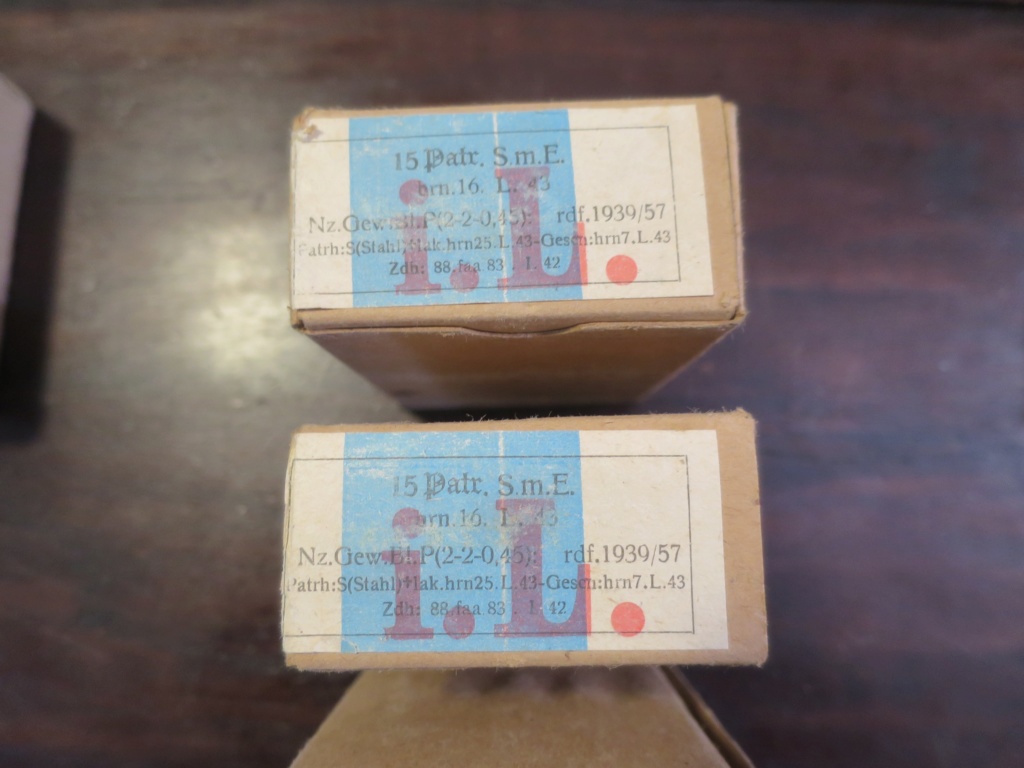 15 Patr. S.m.E.
hrn.16. L. 43
Nz.Gew.Bl.P(2-2-0,45): rdf.1939/57
Patrh:S(Stahl)+lak.hrn25.L.43-Gesch:hrn7.L.43
Zdh: 88.faa 83 . I. 42
i.L.
15 Patr. S.m.E.
hrn.16. L. 43
Nz.Gew.Bl.P(2-2-0,45): rdf.1939/57
Patrh:S(Stahl)+lak.hrn25.L.43-Gesch:hrn7.L.43
Zdh: 88.faa 83 . I. 42
i.L.